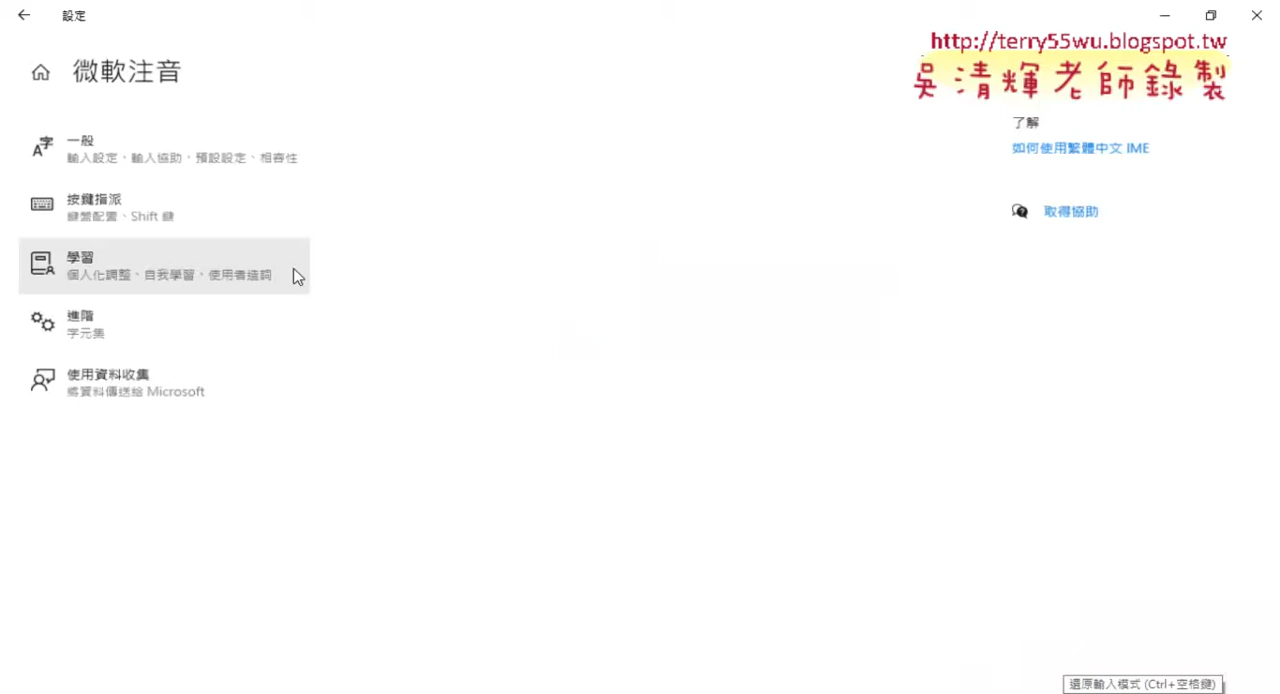 設定
http://terry55wu.blogspot.tw
吳清輝老師錄製
微軟注音
一般
輸入設定、輸入協助、預設設定、相容性
按鍵指派
鍵盤配置、Shift 鍵
學習
個人化調整、自我學習、使用者造詞
進階
字元集
使用資料收集
將資料傳送給 Microsoft
了解
如何使用繁體中文 IME
取得協助
還原輸入模式 (Ctrl+空格鍵)